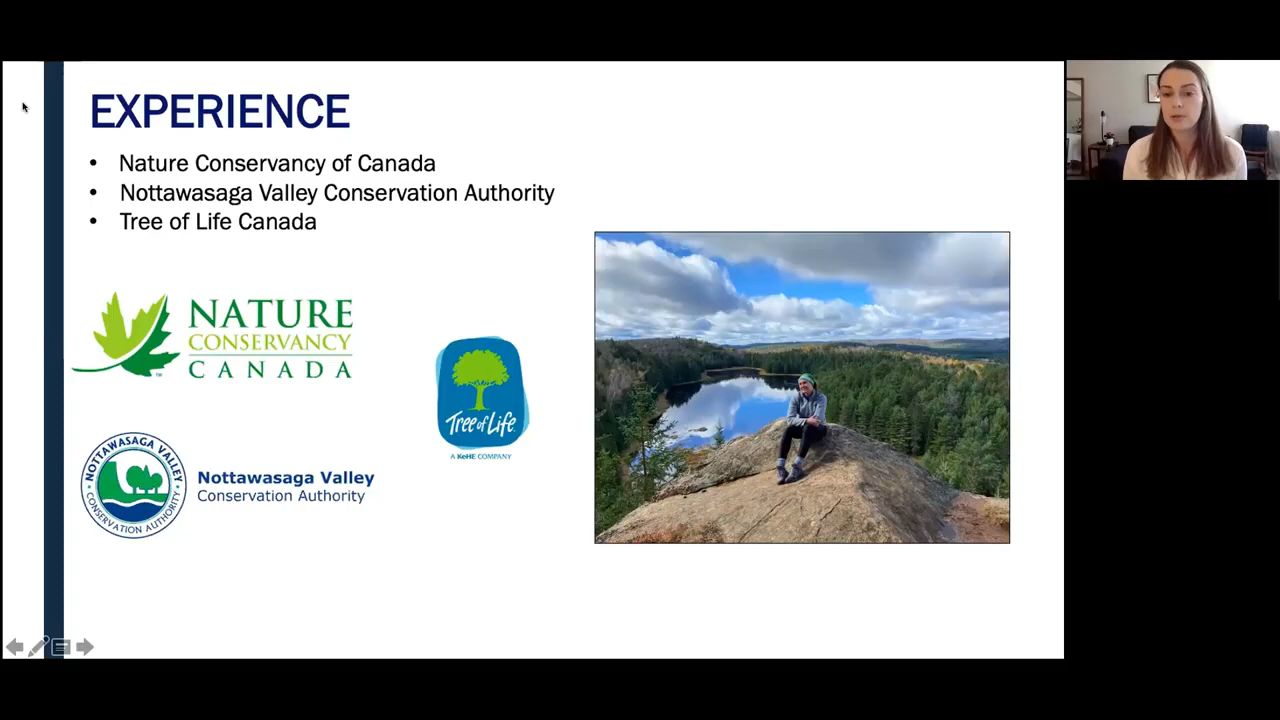 EXPERIENCE
• Nature Conservancy of Canada
• Nottawasaga Valley Conservation Authority
• Tree of Life Canada
NATURE
CONSERVANCY
CANADA
TM
Tree of Life
A KeHE COMPANY
NOTTAWASAGA VALLEY
CONSERVATION AUTHORITY
Nottawasaga Valley
Conservation Authority